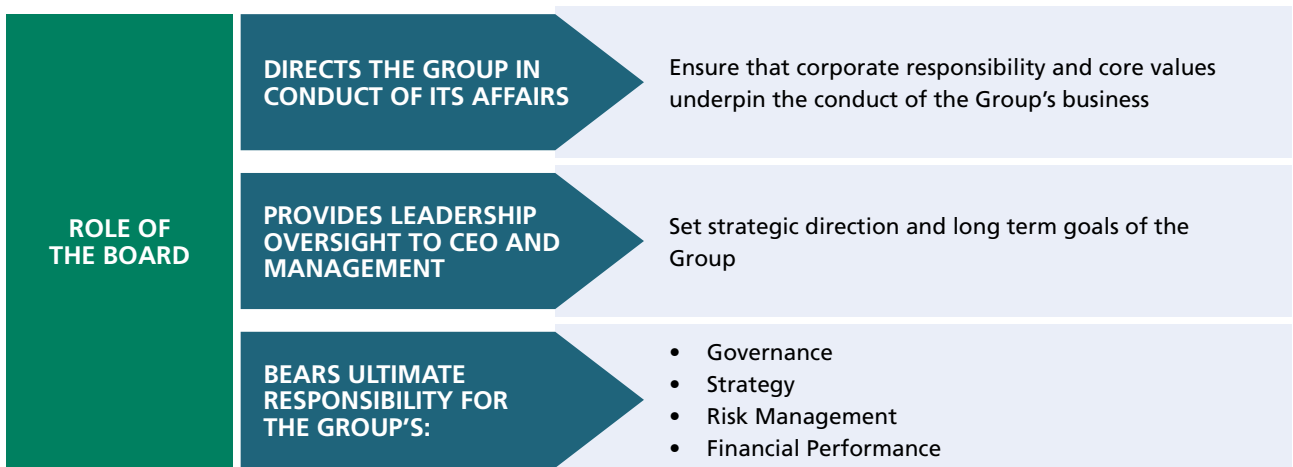 ROLE OF
THE BOARD
DIRECTS THE GROUP IN
CONDUCT OF ITS AFFAIRS
Ensure that corporate responsibility and core values
underpin the conduct of the Group's business
PROVIDES LEADERSHIP
OVERSIGHT TO CEO AND
MANAGEMENT
Set strategic direction and long term goals of the
Group
BEARS ULTIMATE
RESPONSIBILITY FOR
THE GROUP'S:
• Governance
• Strategy
• Risk Management
• Financial Performance